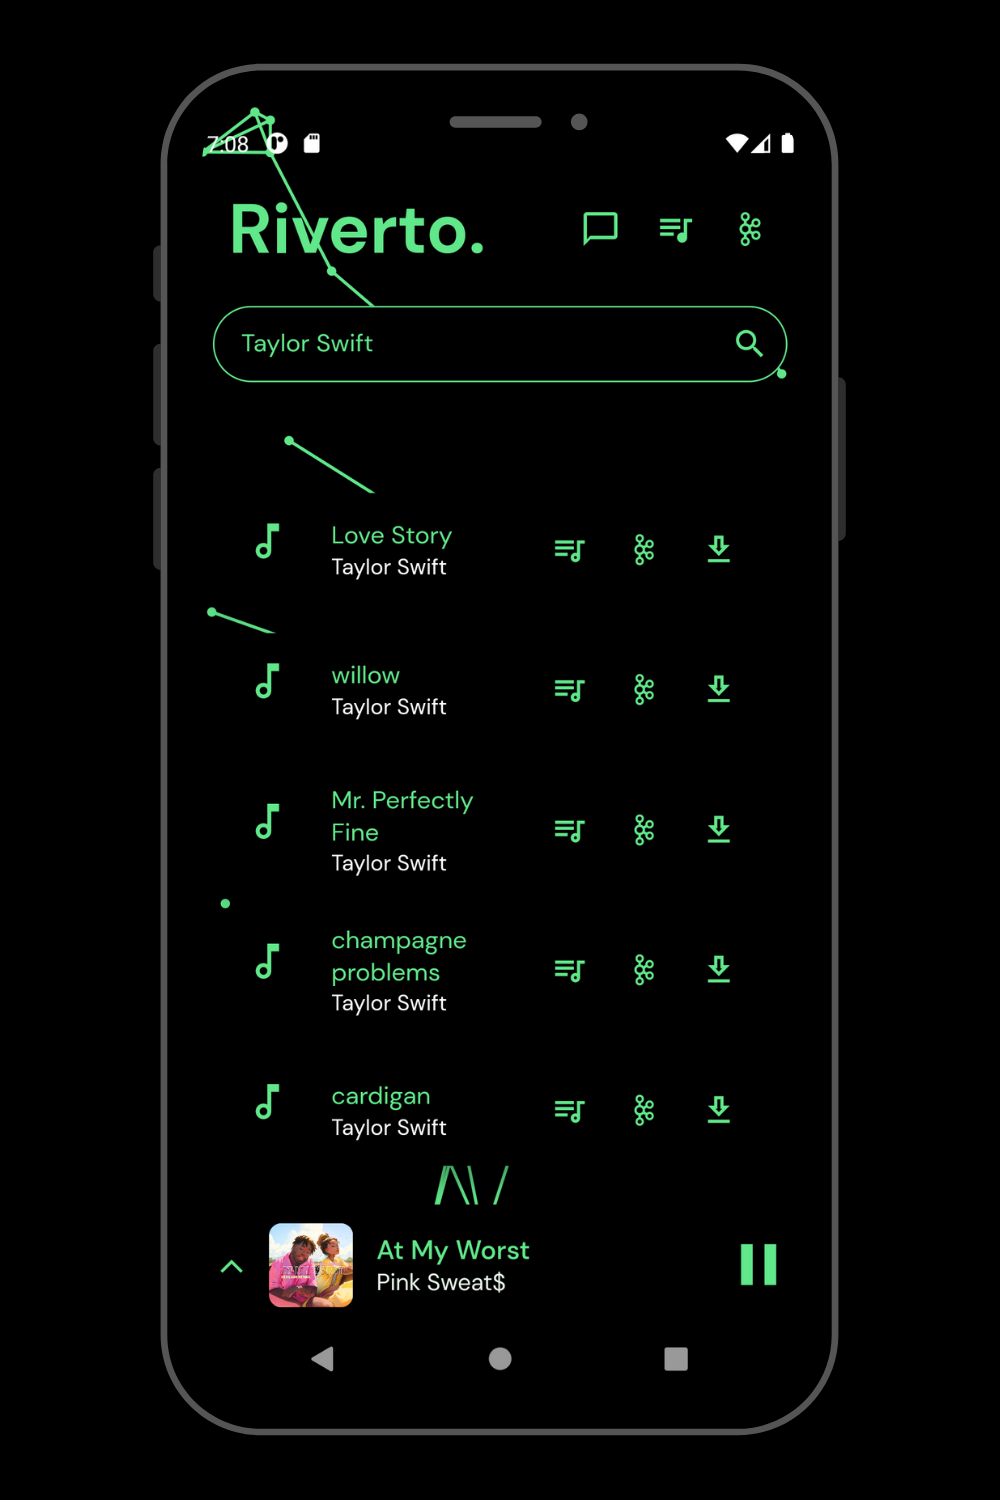 7:08
Riverto.
Taylor Swift
Love Story
Taylor Swift
willow
Taylor Swift
Mr. Perfectly
Fine
Taylor Swift
champagne
problems
Taylor Swift
cardigan
Taylor Swift
At My Worst
Pink Sweat$